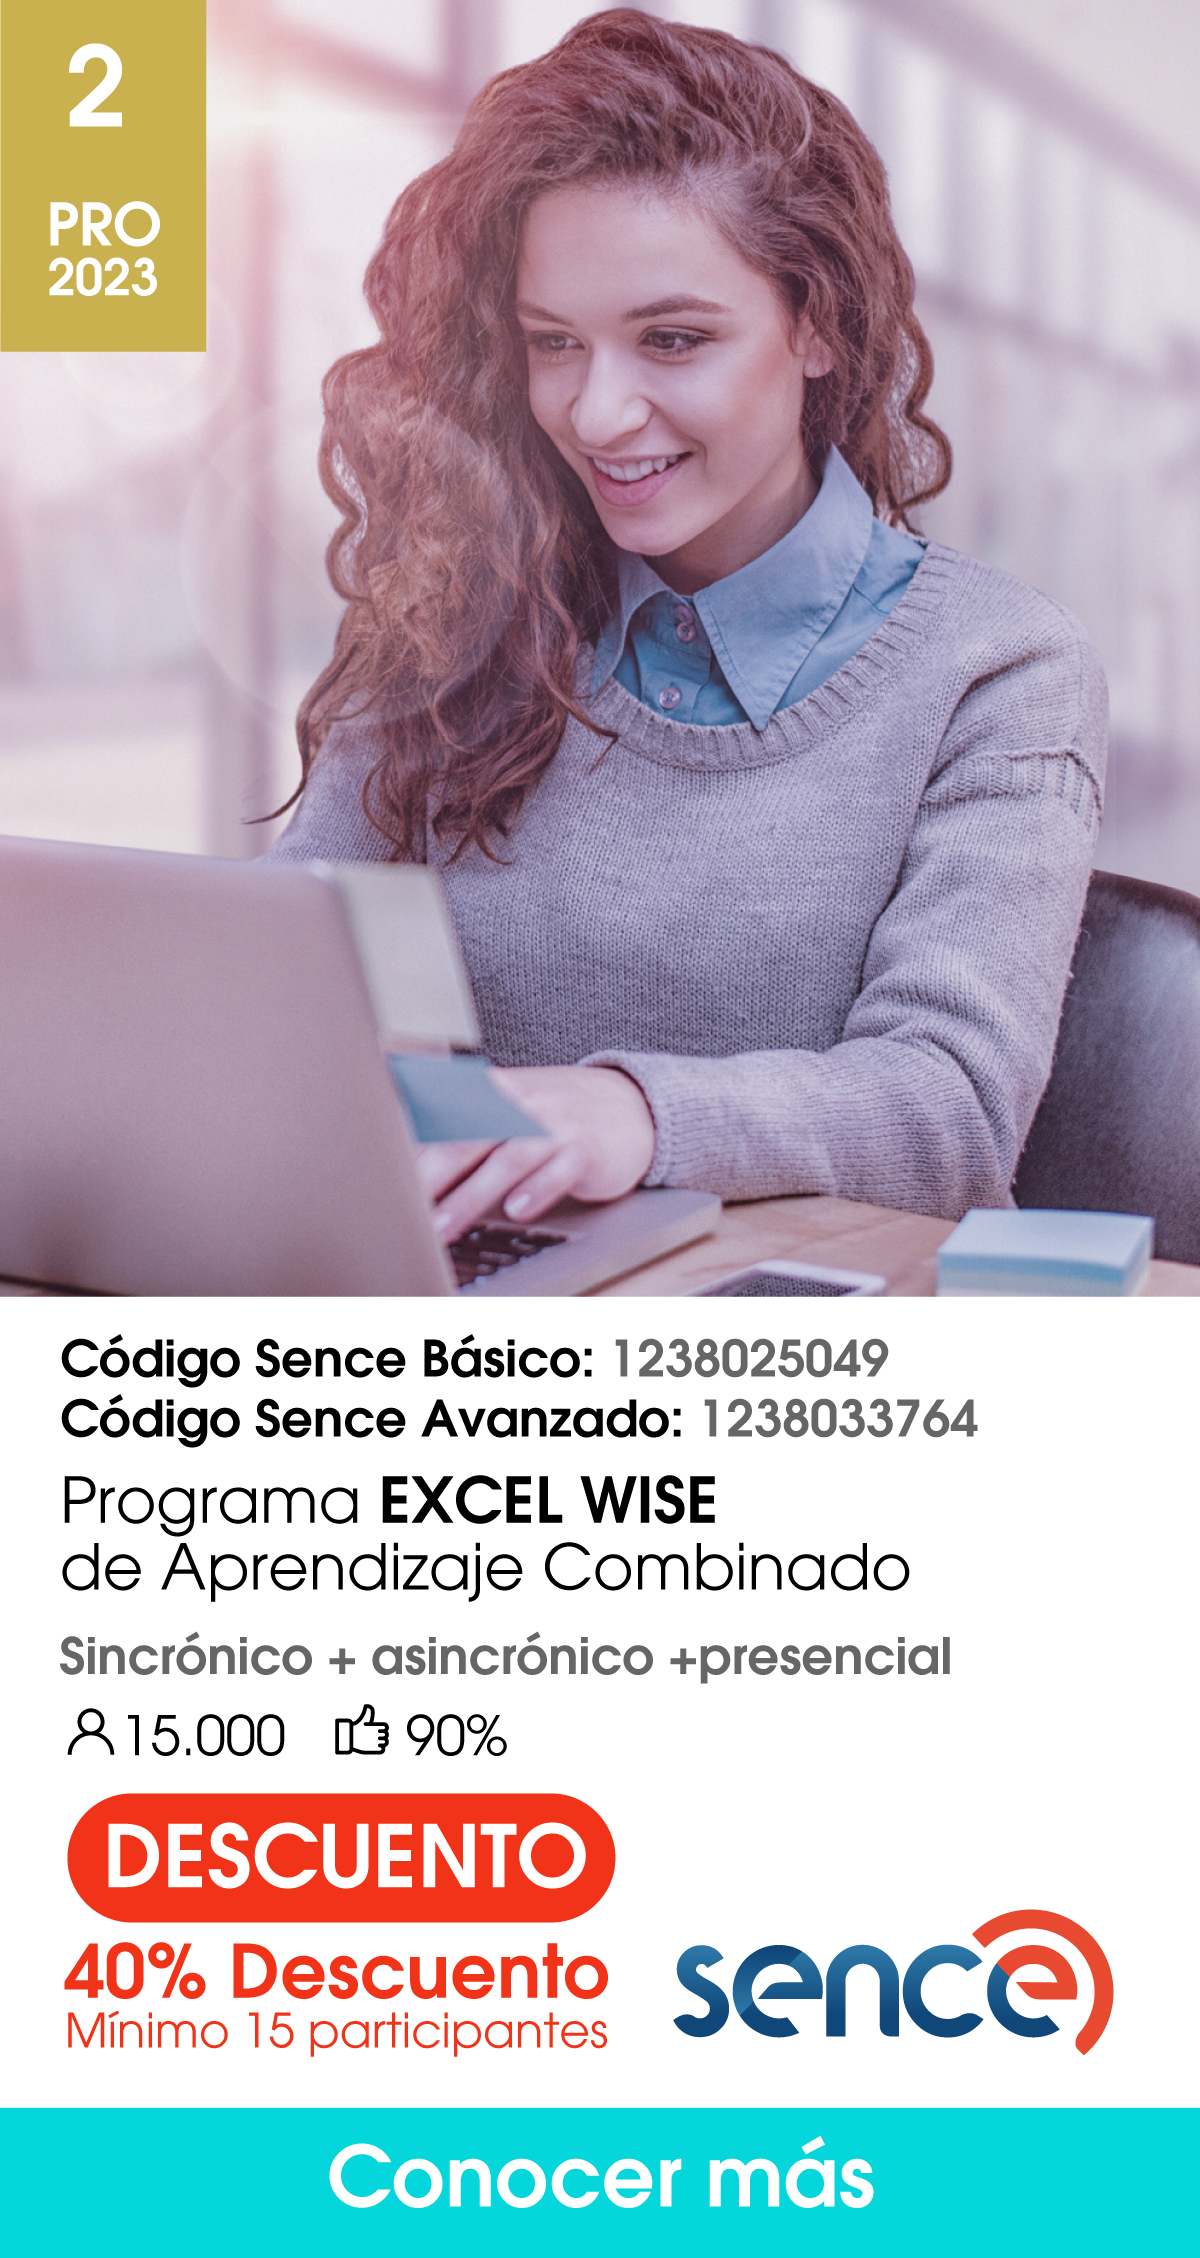 2
PRO
2023
Código Sence Básico: 1238025049
Código Sence Avanzado: 1238033764
Programa EXCEL WISE
de Aprendizaje Combinado
Sincrónico + asincrónico +presencial
15.000 90%
DESCUENTO
40% Descuento
Mínimo 15 participantes
sence
Conocer más